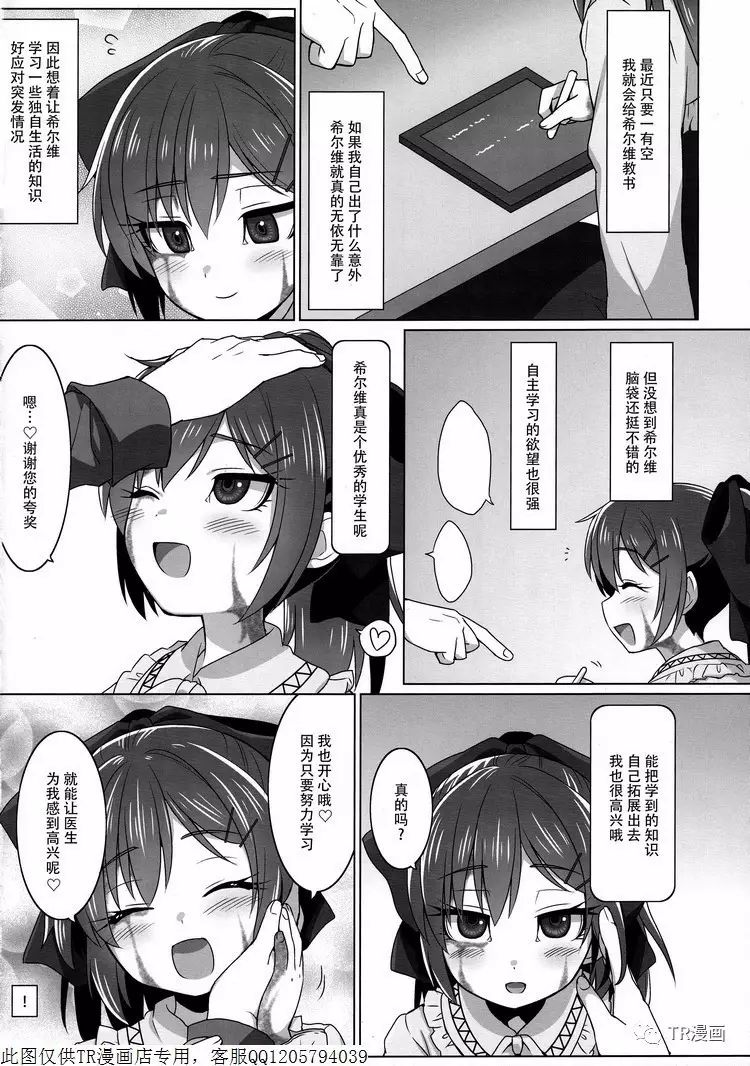 最近只要一有空
我就会给希尔维教书
如果我自己出了什么意外
希尔维就真的无依无靠了
因此想着让希尔维
学习一些独自生活的知识
好应对突发情况
但没想到希尔维
脑袋还挺不错的
自主学习的欲望也很强
希尔维真是个优秀的学生呢
嗯…♡谢谢您的夸奖
♡
能把学到的知识
自己拓展出去
我也很高兴哦
真的吗?
我也开心哦♡
因为只要努力学习
就能让医生
为我感到高兴呢♡
!
TR漫画
此图仅供TR漫画店专用，客服QQ1205794039